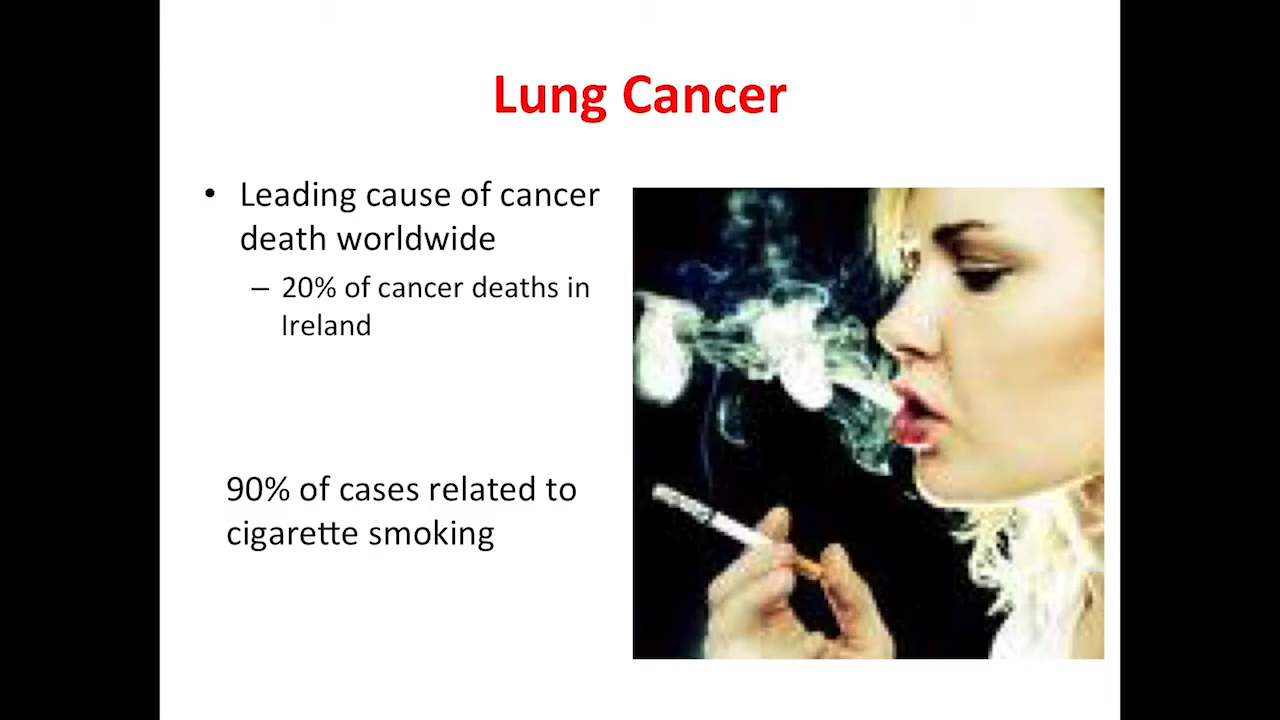 Lung Cancer
• Leading cause of cancer
death worldwide
– 20% of cancer deaths in
Ireland
90% of cases related to
cigarette smoking